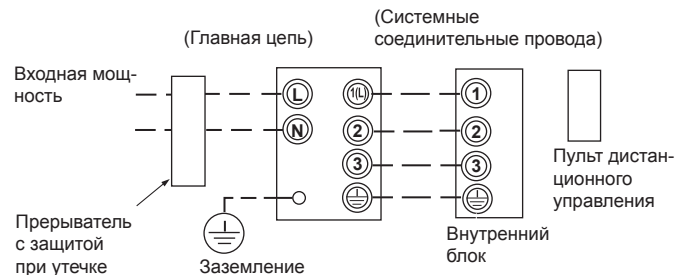 (Главная цепь)
(Системные
соединительные провода)
Входная мощ-
ность
L
N
1(L)
2
3
1
2
3
Пульт дистан-
ционного
управления
Прерыватель
с защитой
при утечке
Заземление
Внутренний
блок